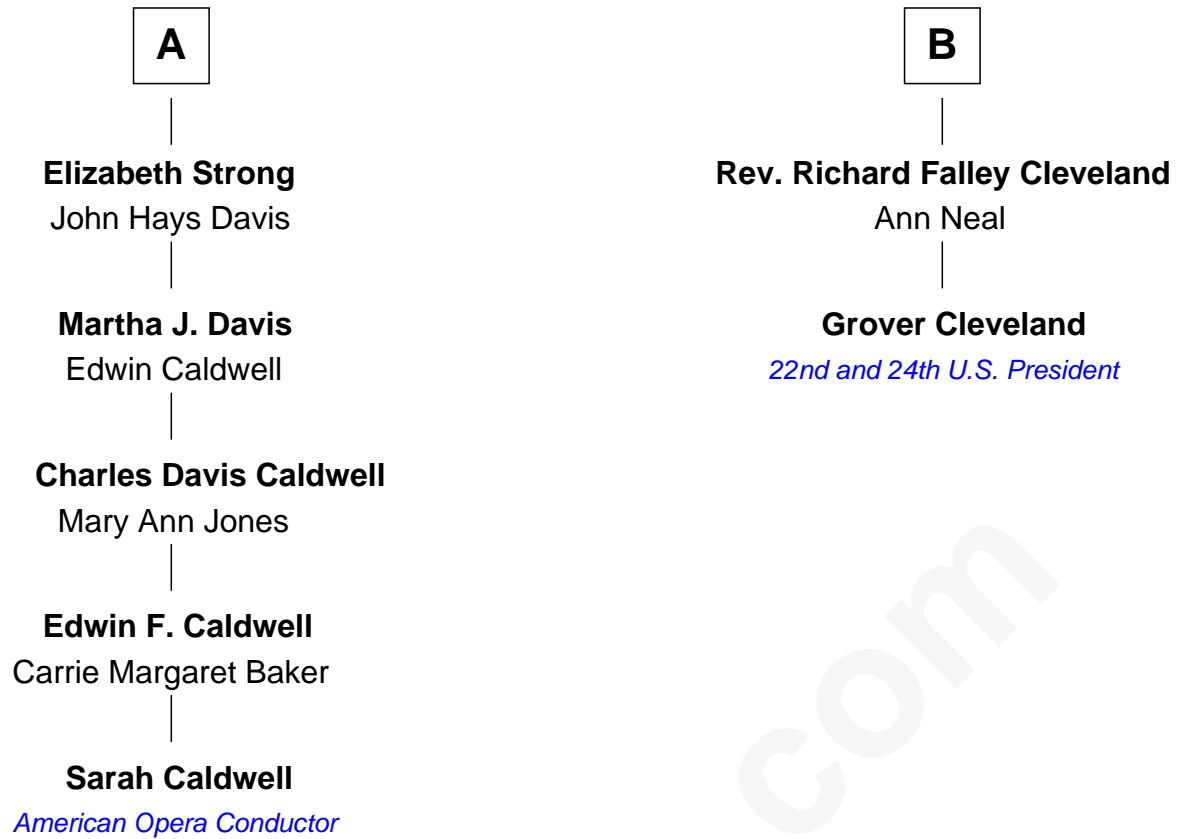 A
Elizabeth Strong
John Hays Davis
Martha J. Davis
Edwin Caldwell
Charles Davis Caldwell
Mary Ann Jones
Edwin F. Caldwell
Carrie Margaret Baker
Sarah Caldwell
American Opera Conductor
B
Rev. Richard Falley Cleveland
Ann Neal
Grover Cleveland
22nd and 24th U.S. President
com